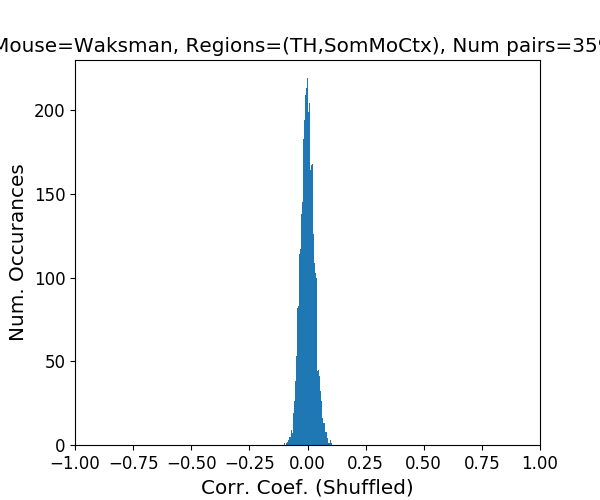 Mouse=Waksman, Regions=(TH,SomMoCtx), Num pairs=359
200
150
100
50
0
Num. Occurances
−1.00 −0.75 −0.50 −0.25 0.00 0.25 0.50 0.75 1.00
Corr. Coef. (Shuffled)